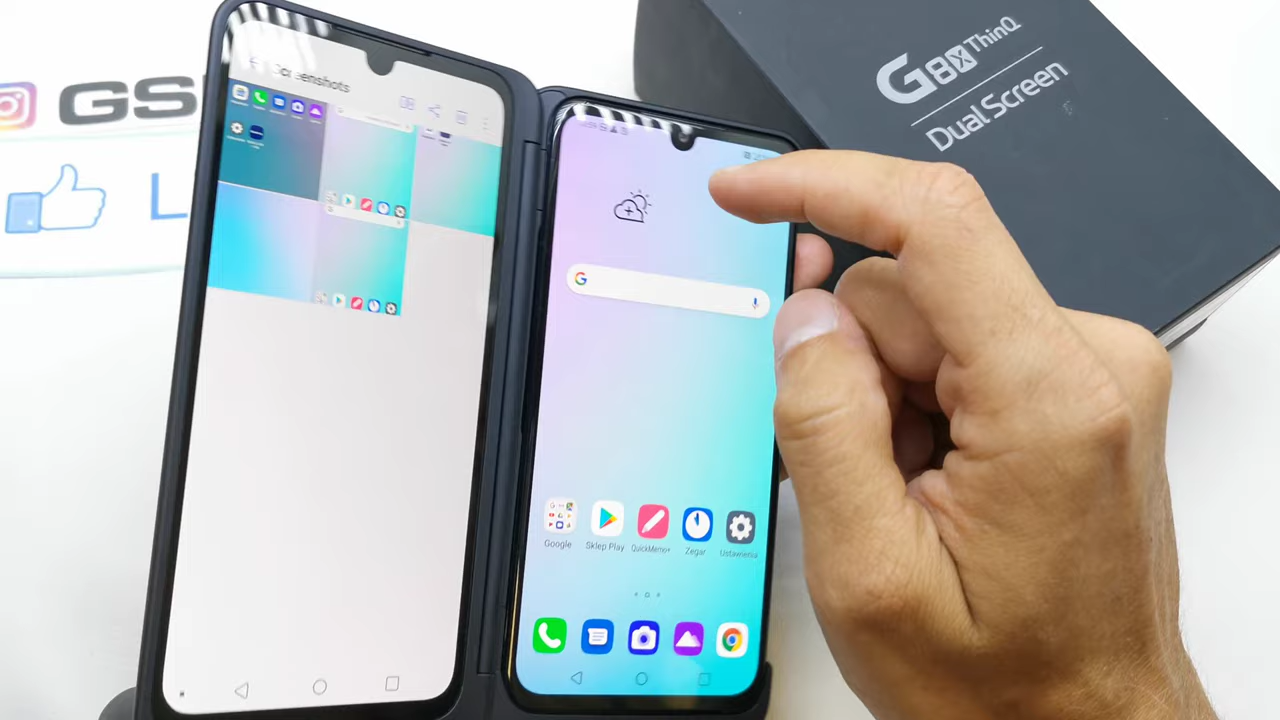 G8x ThinQ
Dual Screen
GS
L
Screenshots
Google
Sklep Play
QuickMemo+
Zegar
Ustawienia